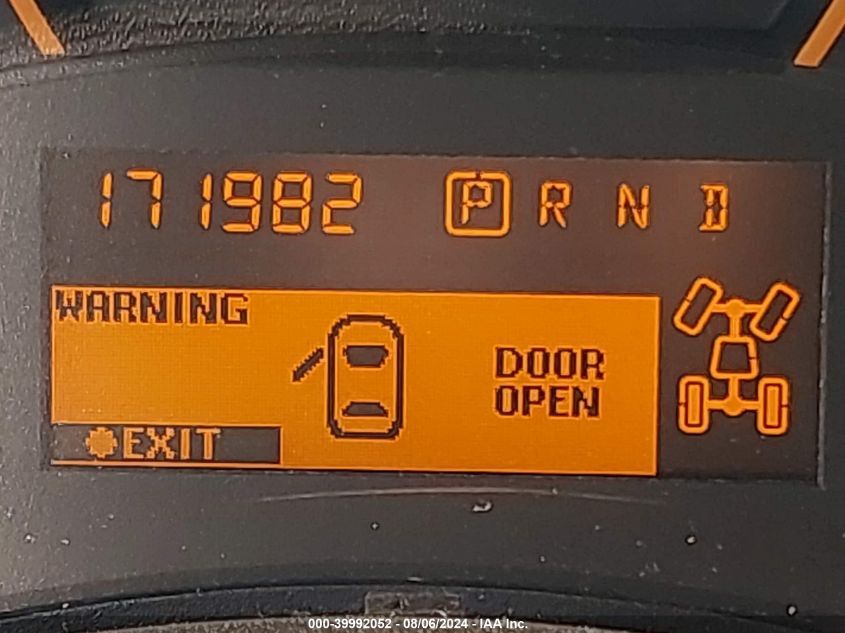 171982 P R N D
WARNING
DOOR
OPEN
EXIT
000-39992052 - 08/06/2024 - IAA Inc.